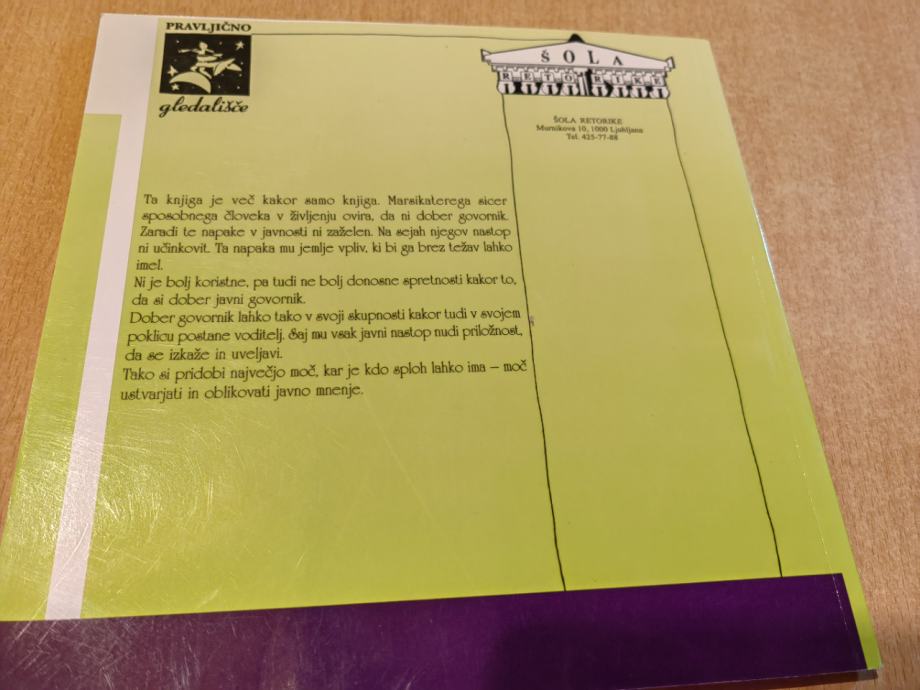 PRAVLJIČNO
gledališče
ŠOLA
RETORIKE
ŠOLA RETORIKE
Murnikova 10, 1000 Ljubljana
Tel. 425-77-88
Ta knjiga je več kakor samo knjiga. Marsikaterega sicer
sposobnega človeka v življenju ovira, da ni dober govornik.
Zaradi te napake v javnosti ni zaželen. Na sejah njegov nastop
ni učinkovit. Ta napaka mu jemlje vpliv, ki bi ga brez težav lahko
imel.
Ni je bolj koristne, pa tudi ne bolj donosne spretnosti kakor to,
da si dober javni govornik.
Dober govornik lahko tako v svoji skupnosti kakor tudi v svojem
poklicu postane voditelj. Saj mu vsak javni nastop nudi priložnost,
da se izkaže in uveljavi.
Tako si pridobi največjo moč, kar je kdo sploh lahko ima – moč
ustvarjati in oblikovati javno mnenje.